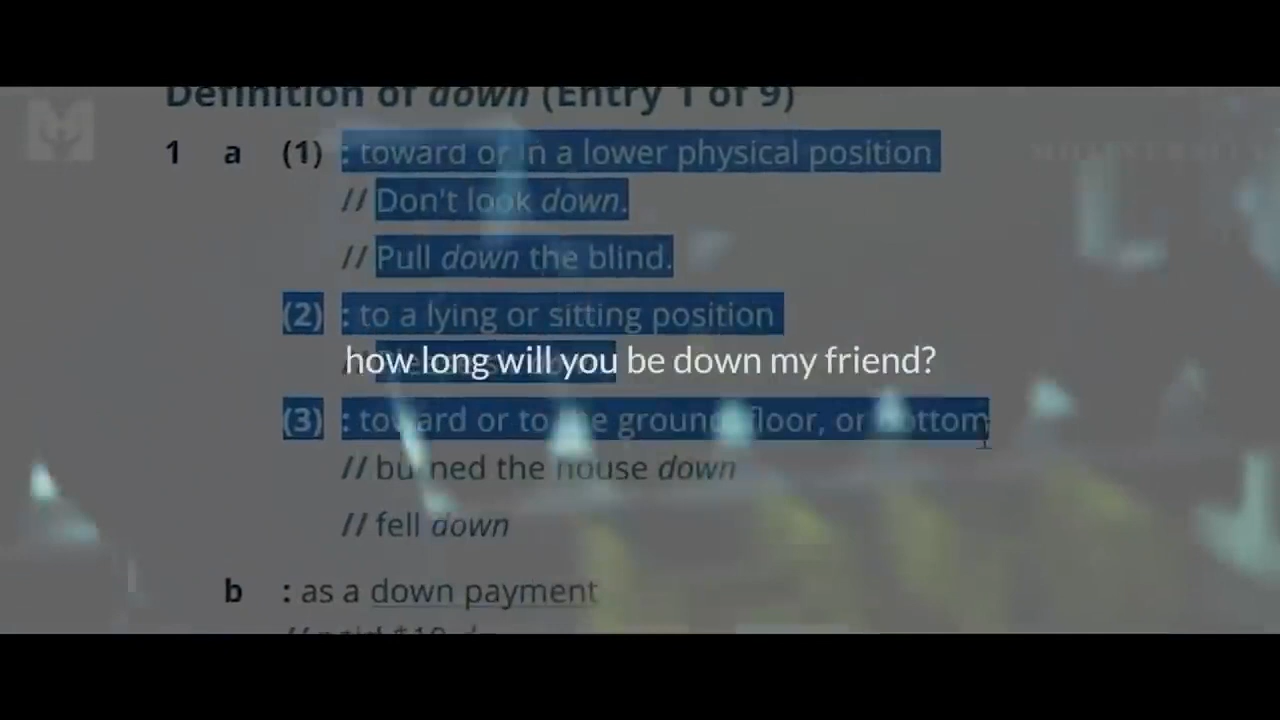 Definition of down (Entry 1 of 9)
1 a (1) : toward or in a lower physical position
// Don't look down.
// Pull down the blind.
(2) : to a lying or sitting position
how long will you be down my friend?
(3) : toward or to the ground, floor, or bottom
// burned the house down
// fell down
b : as a down payment
// paid $10